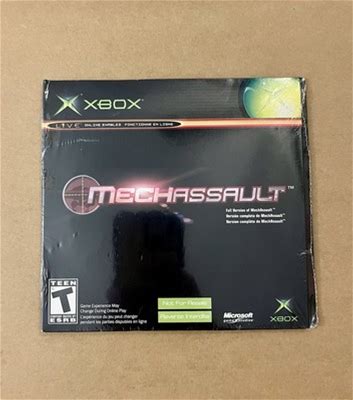 XBOX
LIVE ONLINE ENABLED FONCTIONNE EN LIGNE
MECHASSAULT™
Full Version of MechAssault™
Version complète de MechAssault™
Versión completa de MechAssault™
TEEN
T
ESRB
Game Experience May
Change During Online Play
L'expérience du jeu peut changer
pendant les parties disputées en ligne
Not For Resale
Revente Interdite
Microsoft
game studios
XBOX